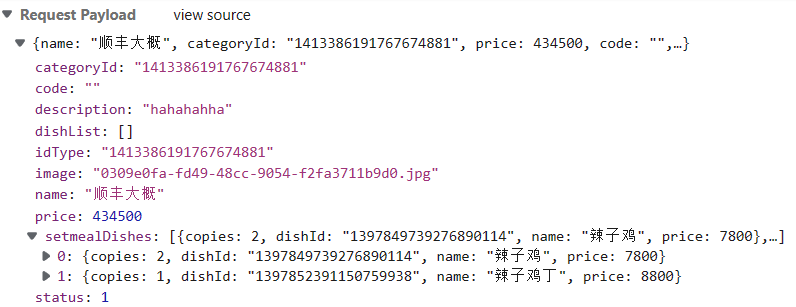 Request Payload view source
{name: "顺丰大概", categoryId: "1413386191767674881", price: 434500, code: "",…}
categoryId: "1413386191767674881"
code: ""
description: "hahahahha"
dishList: []
idType: "1413386191767674881"
image: "0309e0fa-fd49-48cc-9054-f2fa3711b9d0.jpg"
name: "顺丰大概"
price: 434500
setmealDishes: [{copies: 2, dishId: "1397849739276890114", name: "辣子鸡", price: 7800},…]
0: {copies: 2, dishId: "1397849739276890114", name: "辣子鸡", price: 7800}
1: {copies: 1, dishId: "1397852391150759938", name: "辣子鸡丁", price: 8800}
status: 1